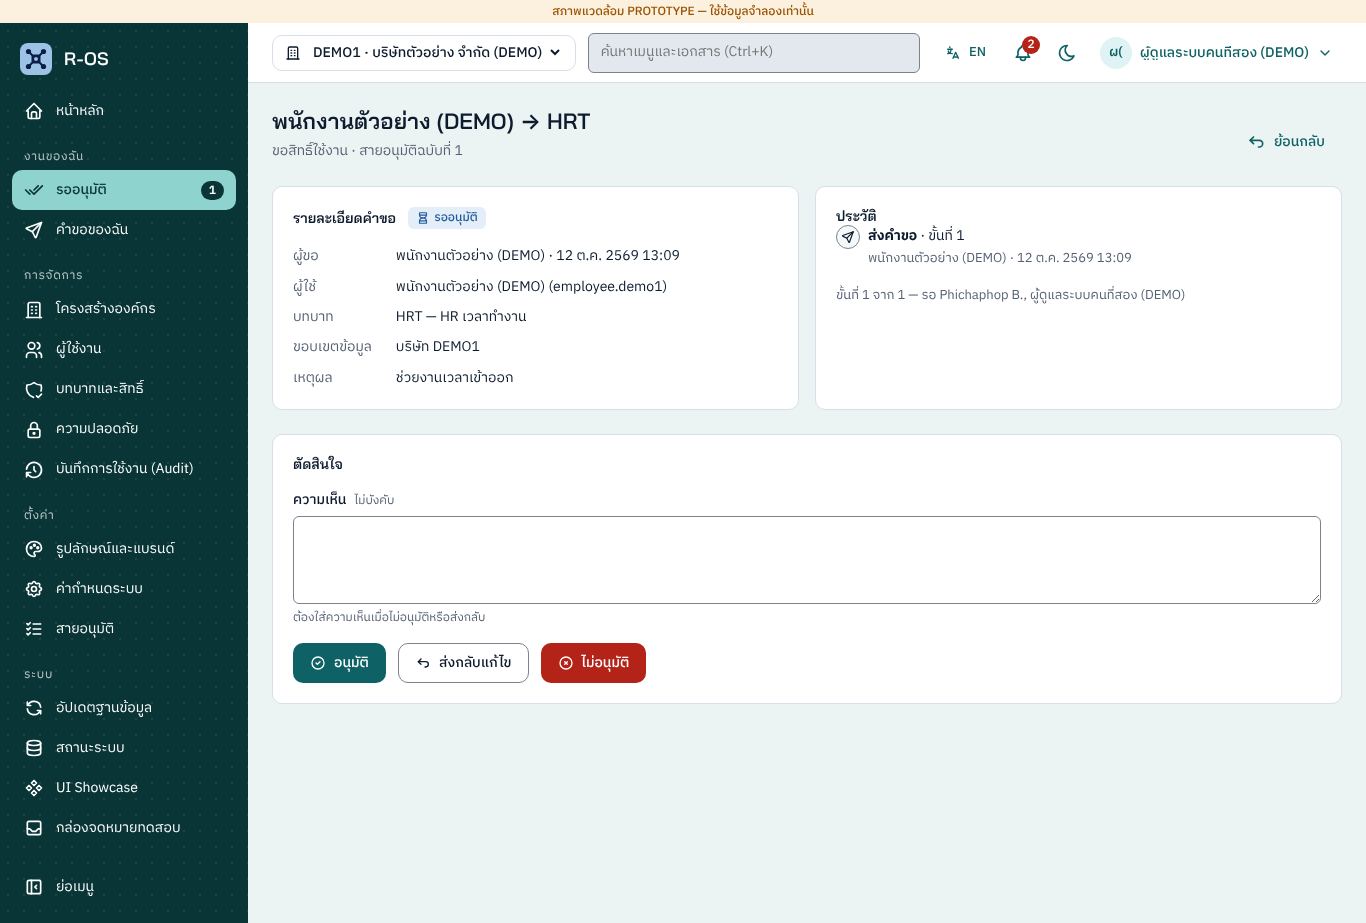 สภาพแวดล้อม PROTOTYPE — ใช้ข้อมูลจำลองเท่านั้น
R-OS
หน้าหลัก
งานของฉัน
รออนุมัติ 1
คำขอของฉัน
การจัดการ
โครงสร้างองค์กร
ผู้ใช้งาน
บทบาทและสิทธิ์
ความปลอดภัย
บันทึกการใช้งาน (Audit)
ตั้งค่า
รูปลักษณ์และแบรนด์
ค่ากำหนดระบบ
สายอนุมัติ
ระบบ
อัปเดตฐานข้อมูล
สถานะระบบ
UI Showcase
กล่องจดหมายทดสอบ
ย่อเมนู
DEMO1 · บริษัทตัวอย่าง จำกัด (DEMO)
ค้นหาเมนูและเอกสาร (Ctrl+K)
EN
2
ผ(
ผู้ดูแลระบบคนที่สอง (DEMO)
พนักงานตัวอย่าง (DEMO) → HRT
ขอสิทธิ์ใช้งาน · สายอนุมัติฉบับที่ 1
ย้อนกลับ
รายละเอียดคำขอ รออนุมัติ
ผู้ขอ พนักงานตัวอย่าง (DEMO) · 12 ต.ค. 2569 13:09
ผู้ใช้ พนักงานตัวอย่าง (DEMO) (employee.demo1)
บทบาท HRT — HR เวลาทำงาน
ขอบเขตข้อมูล บริษัท DEMO1
เหตุผล ช่วยงานเวลาเข้าออก
ประวัติ
ส่งคำขอ · ขั้นที่ 1
พนักงานตัวอย่าง (DEMO) · 12 ต.ค. 2569 13:09
ขั้นที่ 1 จาก 1 — รอ Phichaphop B., ผู้ดูแลระบบคนที่สอง (DEMO)
ตัดสินใจ
ความเห็น ไม่บังคับ
ต้องใส่ความเห็นเมื่อไม่อนุมัติหรือส่งกลับ
อนุมัติ
ส่งกลับแก้ไข
ไม่อนุมัติ